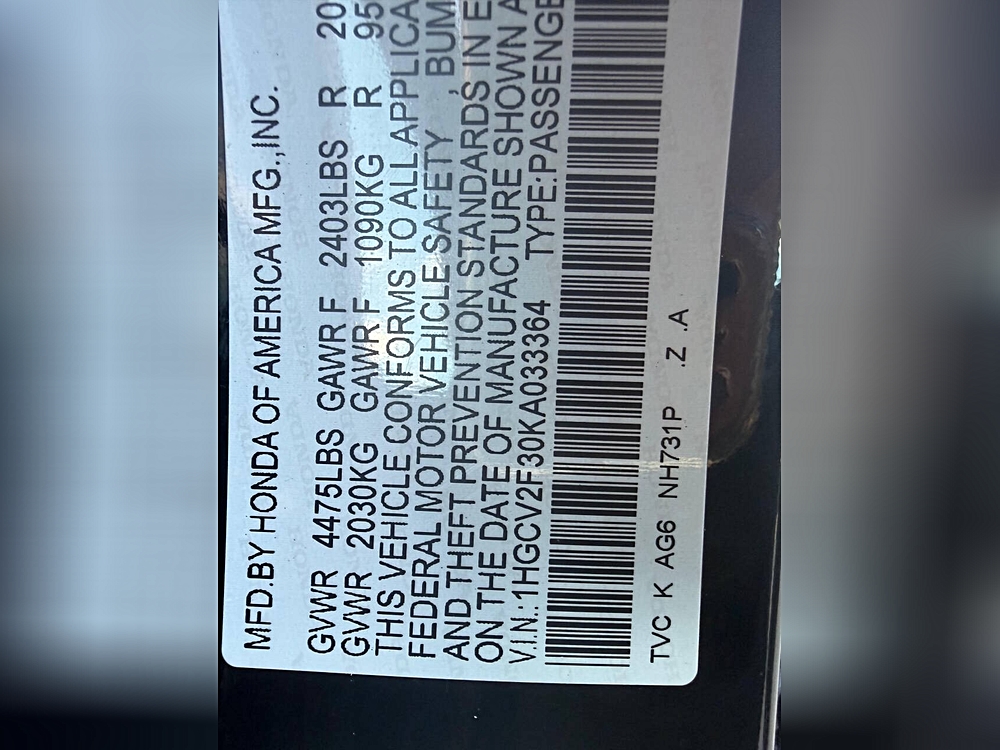 MFD.BY HONDA OF AMERICA MFG.,INC.
GVWR 4475LBS GAWR F 2403LBS R 20
GVWR 2030KG GAWR F 1090KG R 95
THIS VEHICLE CONFORMS TO ALL APPLICA
FEDERAL MOTOR VEHICLE SAFETY , BUM
AND THEFT PREVENTION STANDARDS IN E
ON THE DATE OF MANUFACTURE SHOWN A
V.I.N.:1HGCV2F30KA033364 TYPE:PASSENGE
TVC K AG6 NH731P .Z .A